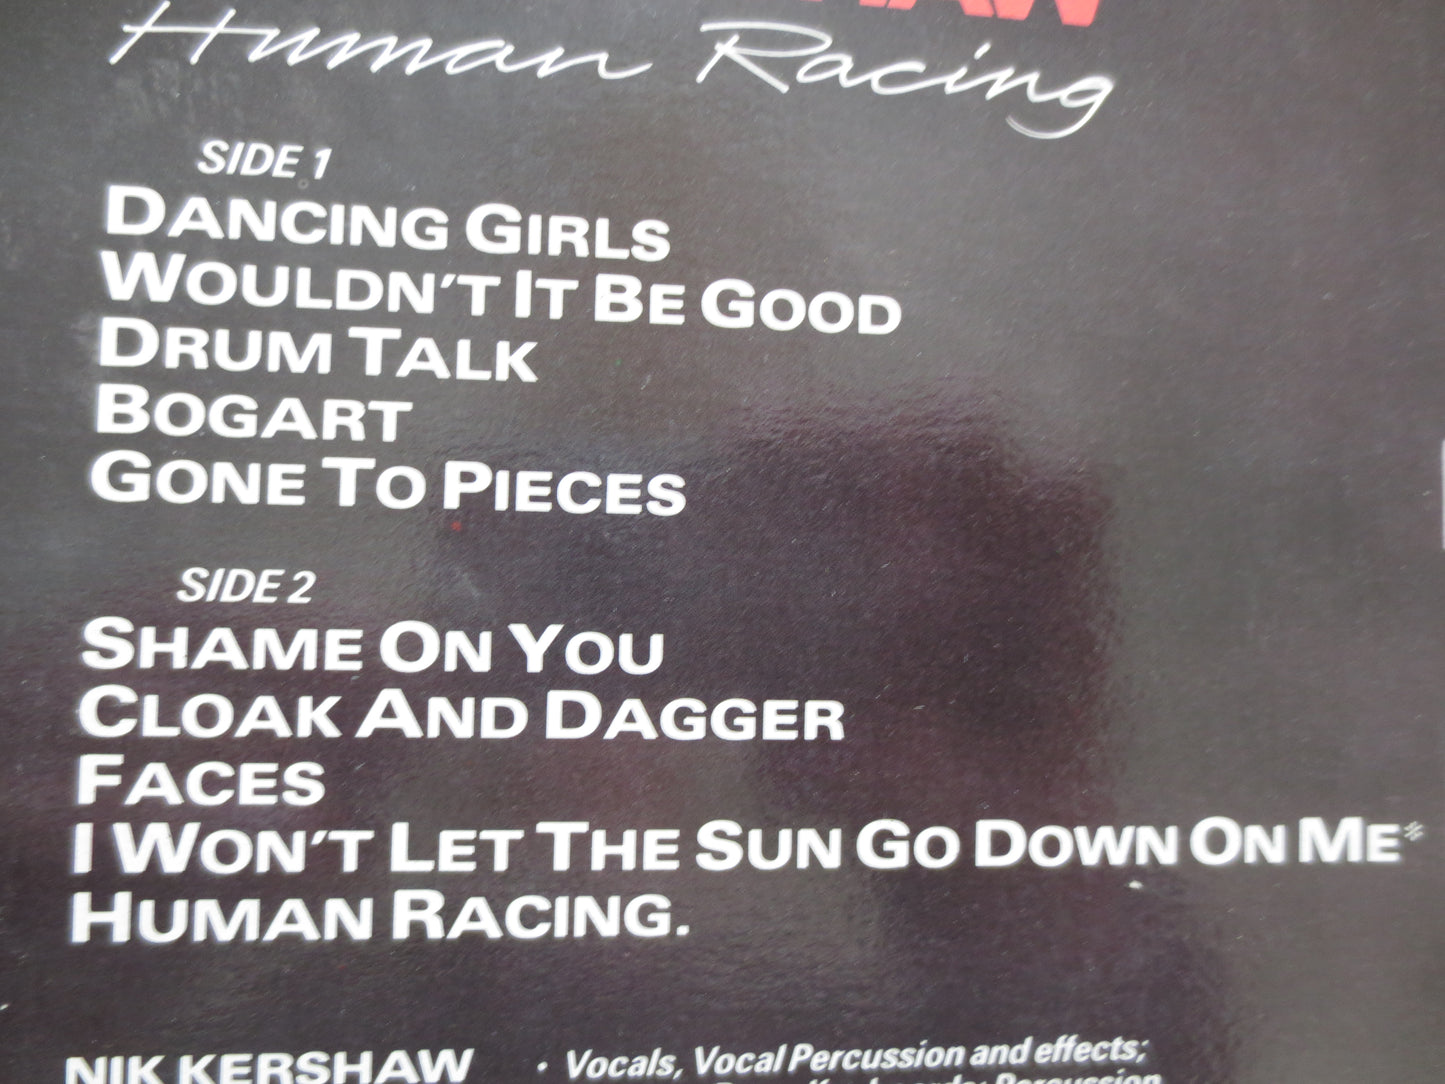 Human Racing
SIDE 1
DANCING GIRLS
WOULDN'T IT BE GOOD
DRUM TALK
BOGART
GONE TO PIECES
SIDE 2
SHAME ON YOU
CLOAK AND DAGGER
FACES
I WON'T LET THE SUN GO DOWN ON ME*
HUMAN RACING.
NIK KERSHAW • Vocals, Vocal Percussion and effects;